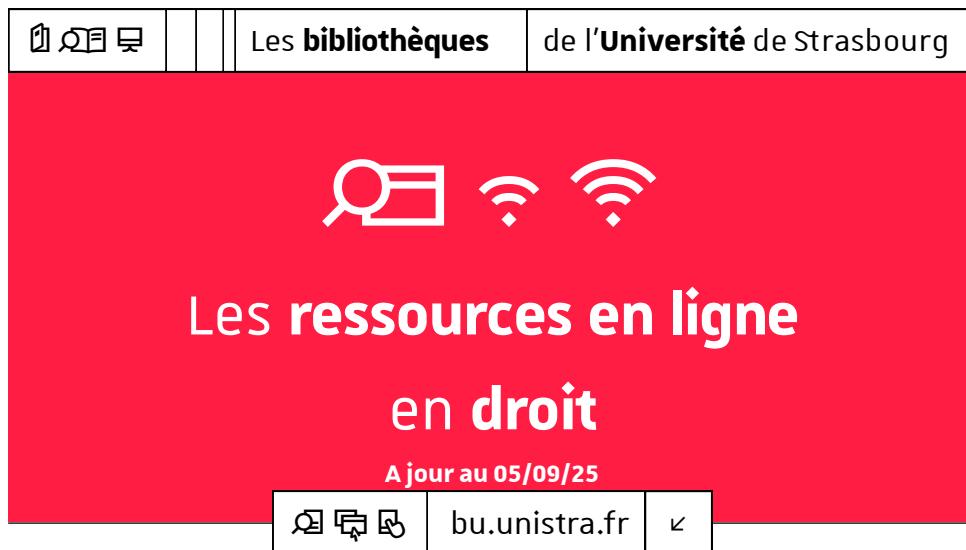 Les bibliothèques de l'Université de Strasbourg
Les ressources en ligne
en droit
A jour au 05/09/25
bu.unistra.fr